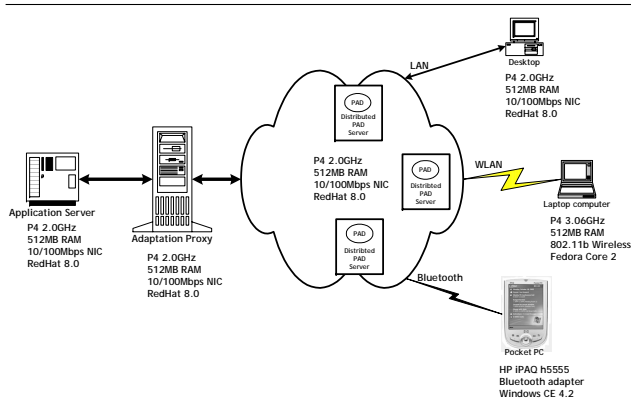 Desktop
P4 2.0GHz
512MB RAM
10/100Mbps NIC
RedHat 8.0
LAN
PAD
Distributed
PAD
Server
P4 2.0GHz
512MB RAM
10/100Mbps NIC
RedHat 8.0
PAD
Distribted
PAD
Server
WLAN
Laptop computer
P4 3.06GHz
512MB RAM
802.11b Wireless
Fedora Core 2
Application Server
P4 2.0GHz
512MB RAM
10/100Mbps NIC
RedHat 8.0
Adaptation Proxy
P4 2.0GHz
512MB RAM
10/100Mbps NIC
RedHat 8.0
PAD
Distribted
PAD
Server
Bluetooth
Pocket PC
HP iPAQ h5555
Bluetooth adapter
Windows CE 4.2